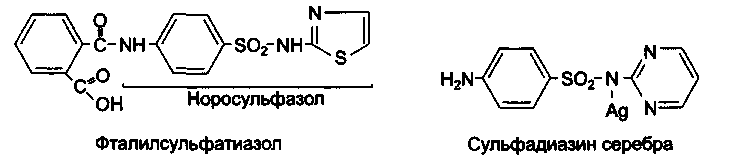 O
C–NH
SO₂–NH
N
S
C
O
OH
Норосульфазол
Фталилсульфатиазол
H₂N
SO₂–N
Ag
N
N
Сульфадиазин серебра